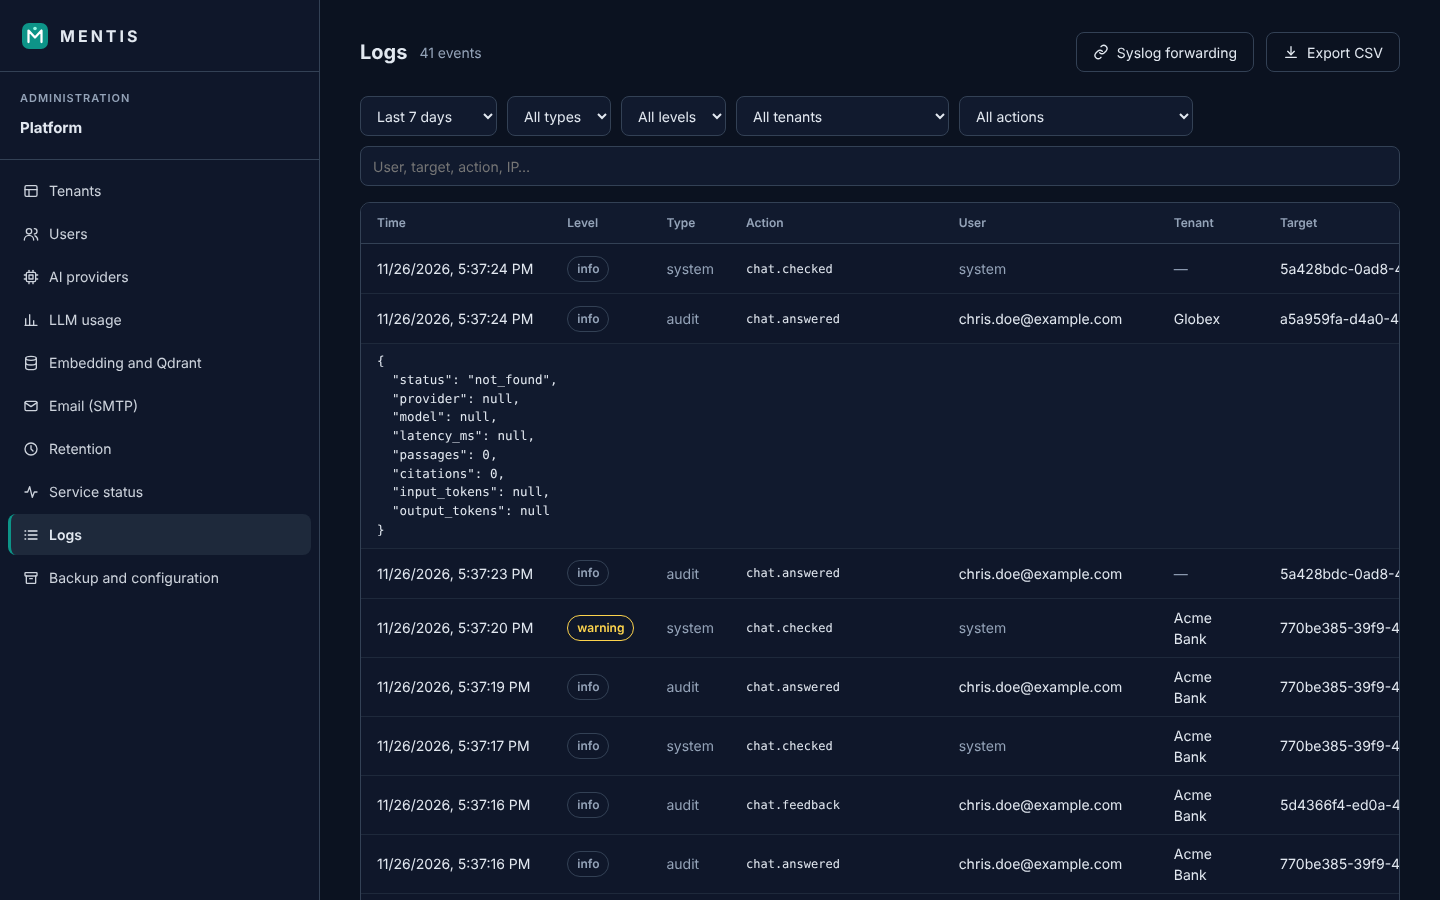 MENTIS
ADMINISTRATION
Platform
Tenants
Users
AI providers
LLM usage
Embedding and Qdrant
Email (SMTP)
Retention
Service status
Logs
Backup and configuration
Logs 41 events
Syslog forwarding
Export CSV
Last 7 days All types All levels All tenants All actions
User, target, action, IP...
Time Level Type Action User Tenant Target
11/26/2026, 5:37:24 PM info system chat.checked system — 5a428bdc-0ad8-4
11/26/2026, 5:37:24 PM info audit chat.answered chris.doe@example.com Globex a5a959fa-d4a0-4
{
"status": "not_found",
"provider": null,
"model": null,
"latency_ms": null,
"passages": 0,
"citations": 0,
"input_tokens": null,
"output_tokens": null
}
11/26/2026, 5:37:23 PM info audit chat.answered chris.doe@example.com — 5a428bdc-0ad8-4
11/26/2026, 5:37:20 PM warning system chat.checked system Acme Bank 770be385-39f9-4
11/26/2026, 5:37:19 PM info audit chat.answered chris.doe@example.com Acme Bank 770be385-39f9-4
11/26/2026, 5:37:17 PM info system chat.checked system Acme Bank 770be385-39f9-4
11/26/2026, 5:37:16 PM info audit chat.feedback chris.doe@example.com Acme Bank 5d4366f4-ed0a-4
11/26/2026, 5:37:16 PM info audit chat.answered chris.doe@example.com Acme Bank 770be385-39f9-4